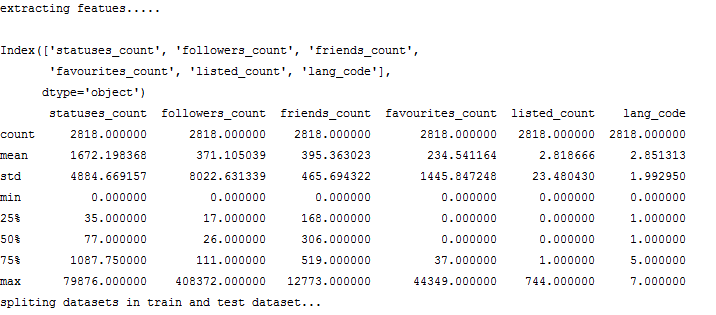 extracting featues.....
Index(['statuses_count', 'followers_count', 'friends_count',
'favourites_count', 'listed_count', 'lang_code'],
dtype='object')
statuses_count followers_count friends_count favourites_count listed_count lang_code
count 2818.000000 2818.000000 2818.000000 2818.000000 2818.000000 2818.000000
mean 1672.198368 371.105039 395.363023 234.541164 2.818666 2.851313
std 4884.669157 8022.631339 465.694322 1445.847248 23.480430 1.992950
min 0.000000 0.000000 0.000000 0.000000 0.000000 0.000000
25% 35.000000 17.000000 168.000000 0.000000 0.000000 1.000000
50% 77.000000 26.000000 306.000000 0.000000 0.000000 1.000000
75% 1087.750000 111.000000 519.000000 37.000000 1.000000 5.000000
max 79876.000000 408372.000000 12773.000000 44349.000000 744.000000 7.000000
spliting datasets in train and test dataset...